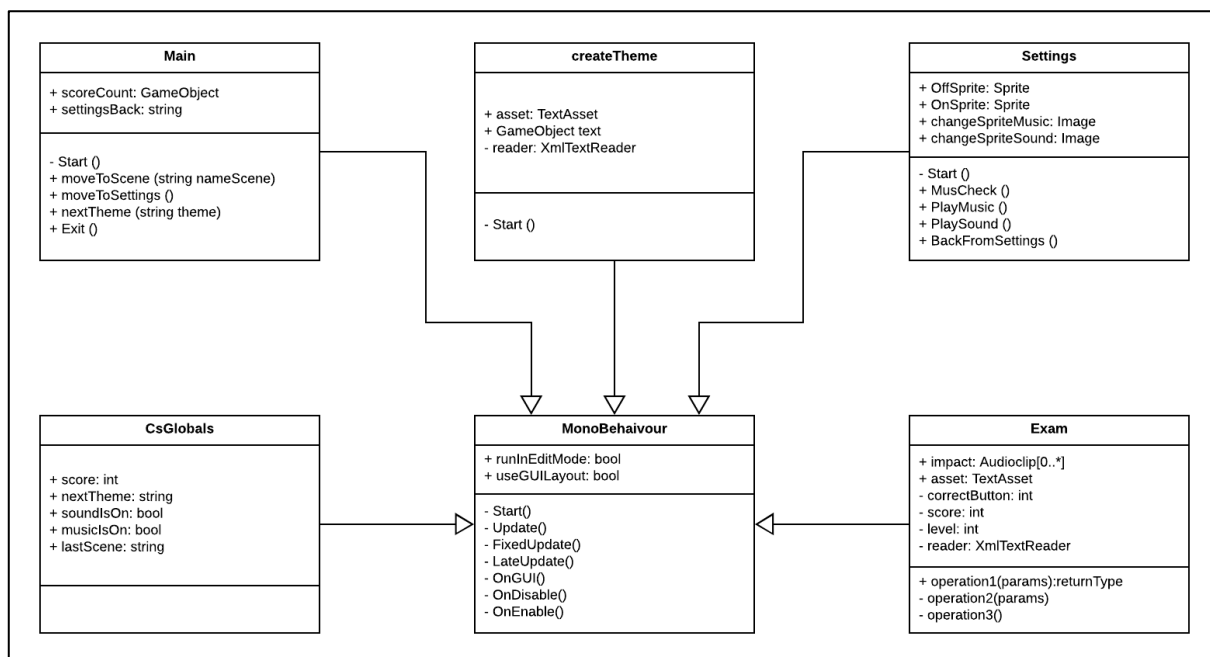 Main
+ scoreCount: GameObject
+ settingsBack: string
- Start ()
+ moveToScene (string nameScene)
+ moveToSettings ()
+ nextTheme (string theme)
+ Exit ()
createTheme
+ asset: TextAsset
+ GameObject text
- reader: XmlTextReader
- Start ()
Settings
+ OffSprite: Sprite
+ OnSprite: Sprite
+ changeSpriteMusic: Image
+ changeSpriteSound: Image
- Start ()
+ MusCheck ()
+ PlayMusic ()
+ PlaySound ()
+ BackFromSettings ()
CsGlobals
+ score: int
+ nextTheme: string
+ soundIsOn: bool
+ musicIsOn: bool
+ lastScene: string
MonoBehaivour
+ runInEditMode: bool
+ useGUILayout: bool
- Start()
- Update()
- FixedUpdate()
- LateUpdate()
- OnGUI()
- OnDisable()
- OnEnable()
Exam
+ impact: Audioclip[0..*]
+ asset: TextAsset
- correctButton: int
- score: int
- level: int
- reader: XmlTextReader
+ operation1(params):returnType
- operation2(params)
- operation3()